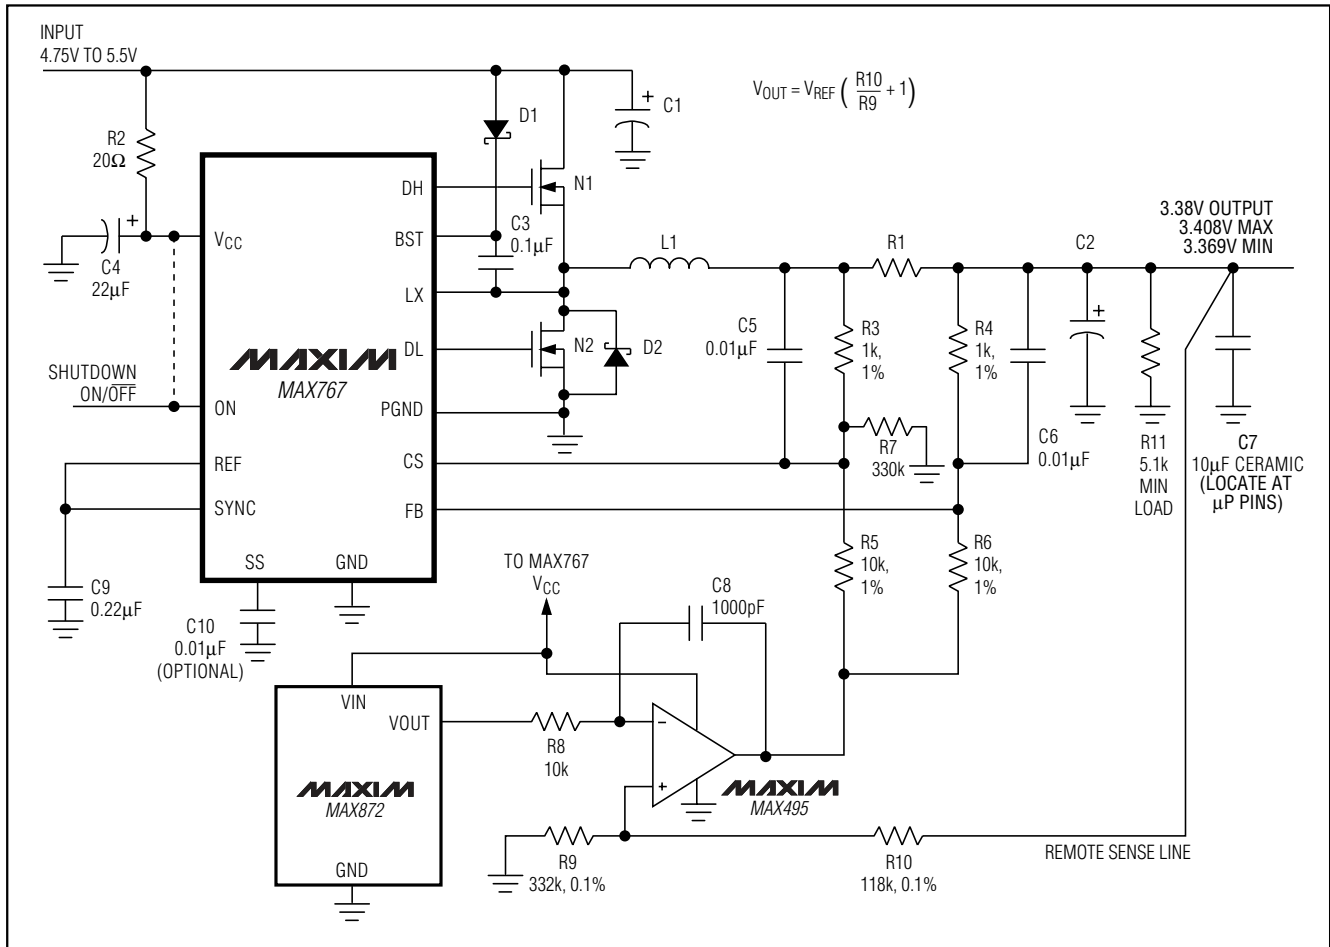 INPUT
4.75V TO 5.5V
V_OUT = V_REF ( R10 / R9 + 1 )
R2
20Ω
D1
C1
DH
N1
V_CC
BST
C3
0.1µF
C4
22µF
LX
L1
R1
C2
3.38V OUTPUT
3.408V MAX
3.369V MIN
MAXIM
MAX767
DL
N2
D2
C5
0.01µF
R3
1k,
1%
R4
1k,
1%
SHUTDOWN
ON/OFF
ON
PGND
R7
330k
C6
0.01µF
R11
5.1k
MIN
LOAD
C7
10µF CERAMIC
(LOCATE AT
µP PINS)
REF
CS
SYNC
FB
SS
GND
C9
0.22µF
C10
0.01µF
(OPTIONAL)
TO MAX767
V_CC
C8
1000pF
R5
10k,
1%
R6
10k,
1%
VIN
VOUT
R8
10k
MAXIM
MAX872
GND
MAXIM
MAX495
R9
332k, 0.1%
R10
118k, 0.1%
REMOTE SENSE LINE